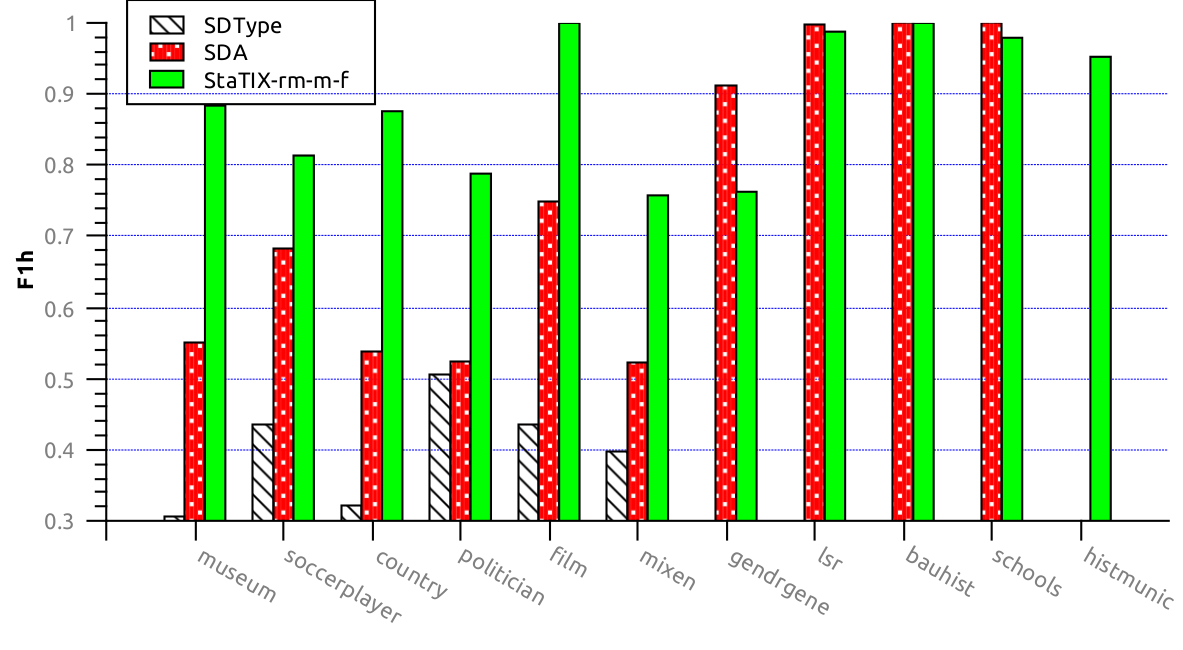 SDType
SDA
StaTIX-rm-m-f
1
0.9
0.8
0.7
0.6
0.5
0.4
0.3
F1h
museum
soccerplayer
country
politician
film
mixen
gendrgene
lsr
bauhist
schools
histmunic